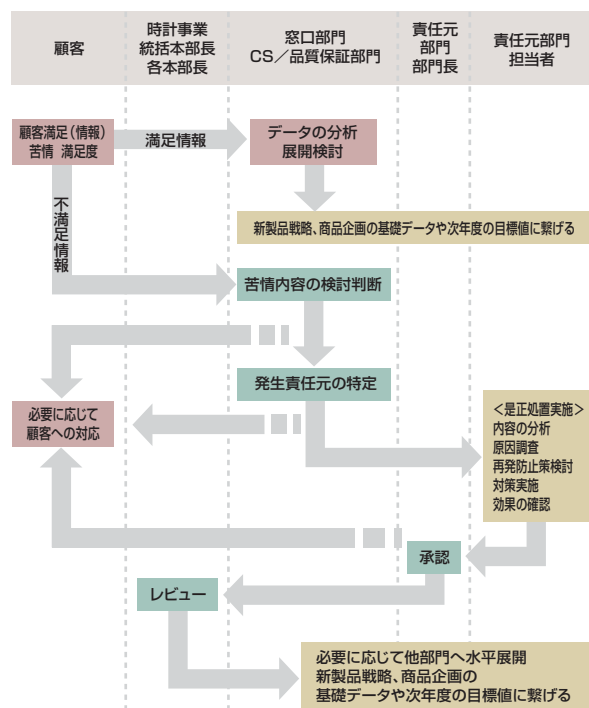 顧客
時計事業
統括本部長
各本部長
窓口部門
CS／品質保証部門
責任元
部門
部門長
責任元部門
担当者
顧客満足（情報）
苦情 満足度
満足情報
データの分析
展開検討
不満足情報
新製品戦略、商品企画の基礎データや次年度の目標値に繋げる
苦情内容の検討判断
発生責任元の特定
必要に応じて
顧客への対応
＜是正処置実施＞
内容の分析
原因調査
再発防止策検討
対策実施
効果の確認
承認
レビュー
必要に応じて他部門へ水平展開
新製品戦略、商品企画の
基礎データや次年度の目標値に繋げる